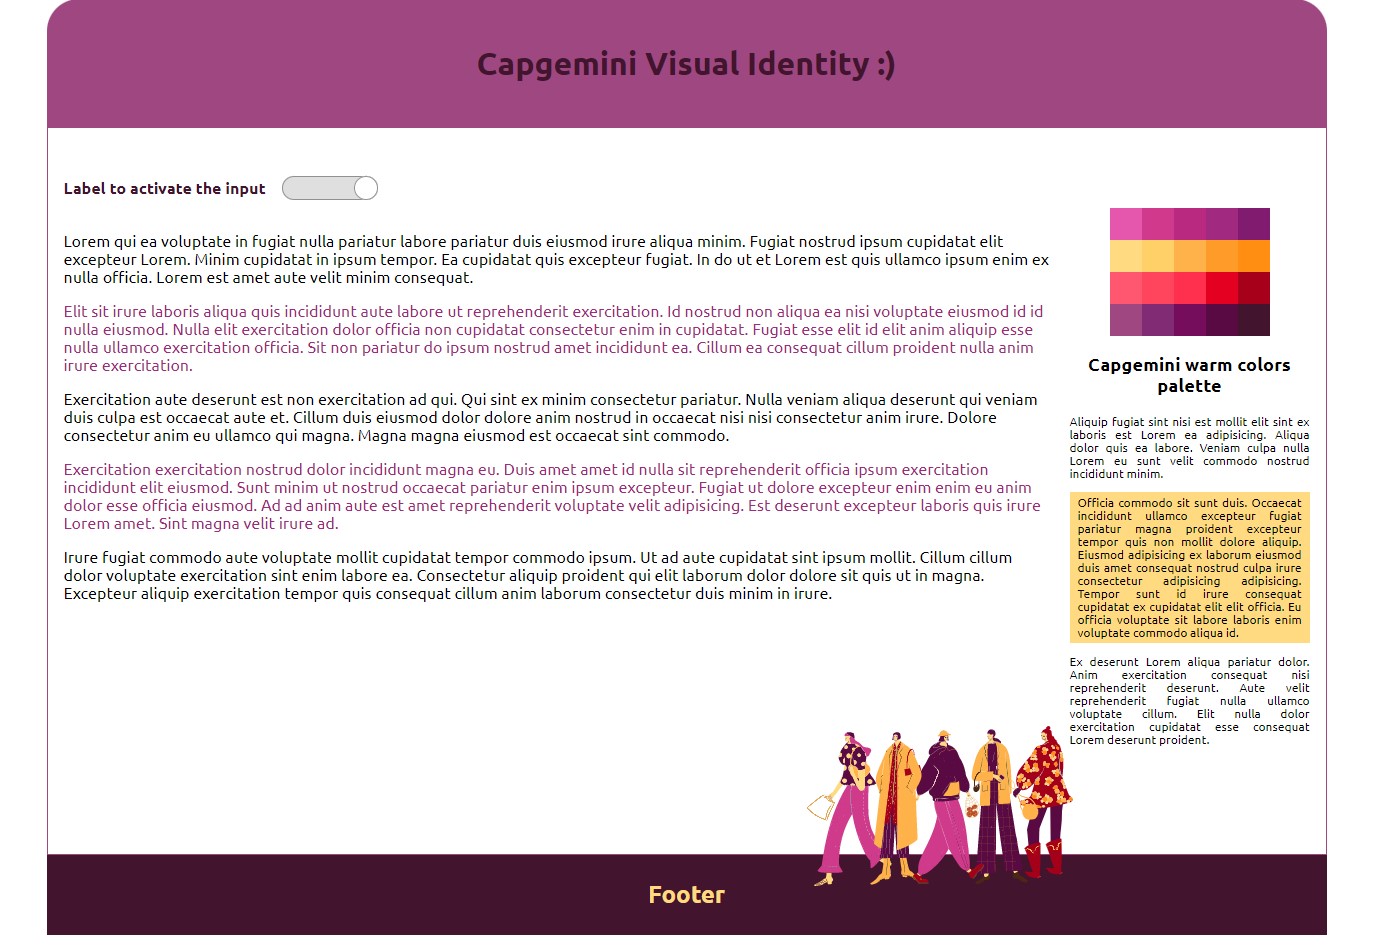 Capgemini Visual Identity :)
Label to activate the input
Lorem qui ea voluptate in fugiat nulla pariatur labore pariatur duis eiusmod irure aliqua minim. Fugiat nostrud ipsum cupidatat elit
excepteur Lorem. Minim cupidatat in ipsum tempor. Ea cupidatat quis excepteur fugiat. In do ut et Lorem est quis ullamco ipsum enim ex
nulla officia. Lorem est amet aute velit minim consequat.
Elit sit irure laboris aliqua quis incididunt aute labore ut reprehenderit exercitation. Id nostrud non aliqua ea nisi voluptate eiusmod id id
nulla eiusmod. Nulla elit exercitation dolor officia non cupidatat consectetur enim in cupidatat. Fugiat esse elit id elit anim aliquip esse
nulla ullamco exercitation officia. Sit non pariatur do ipsum nostrud amet incididunt ea. Cillum ea consequat cillum proident nulla anim
irure exercitation.
Exercitation aute deserunt est non exercitation ad qui. Qui sint ex minim consectetur pariatur. Nulla veniam aliqua deserunt qui veniam
duis culpa est occaecat aute et. Cillum duis eiusmod dolor dolore anim nostrud in occaecat nisi nisi consectetur anim irure. Dolore
consectetur anim eu ullamco qui magna. Magna magna eiusmod est occaecat sint commodo.
Exercitation exercitation nostrud dolor incididunt magna eu. Duis amet amet id nulla sit reprehenderit officia ipsum exercitation
incididunt elit eiusmod. Sunt minim ut nostrud occaecat pariatur enim ipsum excepteur. Fugiat ut dolore excepteur enim enim eu anim
dolor esse officia eiusmod. Ad ad anim aute est amet reprehenderit voluptate velit adipisicing. Est deserunt excepteur laboris quis irure
Lorem amet. Sint magna velit irure ad.
Irure fugiat commodo aute voluptate mollit cupidatat tempor commodo ipsum. Ut ad aute cupidatat sint ipsum mollit. Cillum cillum
dolor voluptate exercitation sint enim labore ea. Consectetur aliquip proident qui elit laborum dolor dolore sit quis ut in magna.
Excepteur aliquip exercitation tempor quis consequat cillum anim laborum consectetur duis minim in irure.
Capgemini warm colors
palette
Aliquip fugiat sint nisi est mollit elit sint ex
laboris est Lorem ea adipisicing. Aliqua
dolor quis ea labore. Veniam culpa nulla
Lorem eu sunt velit commodo nostrud
incididunt minim.
Officia commodo sit sunt duis. Occaecat
incididunt ullamco excepteur fugiat
pariatur magna proident excepteur
tempor quis non mollit dolore aliquip.
Eiusmod adipisicing ex laborum eiusmod
duis amet consequat nostrud culpa irure
consectetur adipisicing adipisicing.
Tempor sunt id irure consequat
cupidatat ex cupidatat elit elit officia. Eu
officia voluptate sit labore laboris enim
voluptate commodo aliqua id.
Ex deserunt Lorem aliqua pariatur dolor.
Anim exercitation consequat nisi
reprehenderit deserunt. Aute velit
reprehenderit fugiat nulla ullamco
voluptate cillum. Elit nulla dolor
exercitation cupidatat esse consequat
Lorem deserunt proident.
Footer